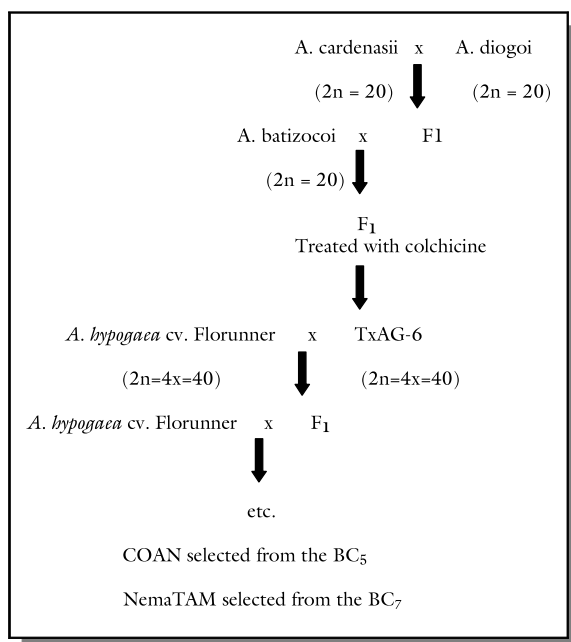 A. cardenasii x A. diogoi
(2n = 20) (2n = 20)
A. batizocoi x F1
(2n = 20)
F1
Treated with colchicine
A. hypogaea cv. Florunner x TxAG-6
(2n=4x=40) (2n=4x=40)
A. hypogaea cv. Florunner x F1
etc.
COAN selected from the BC5
NemaTAM selected from the BC7